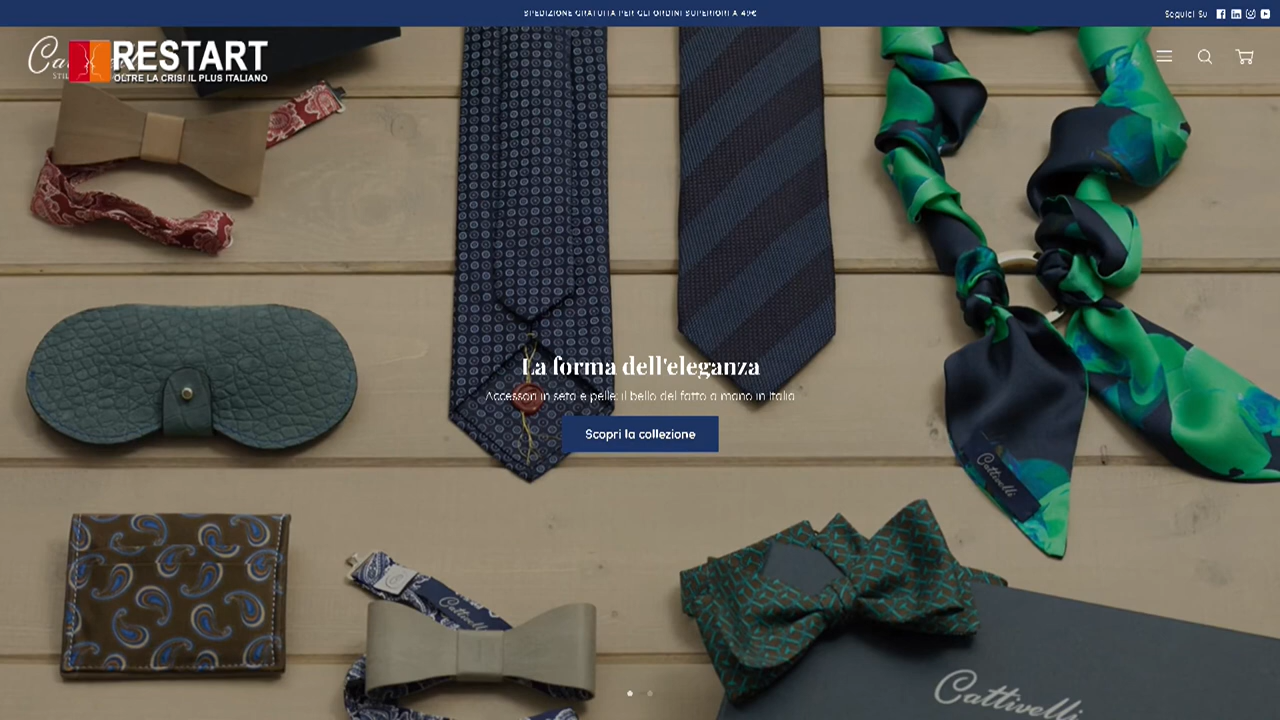 SPEDIZIONE GRATUITA PER GLI ORDINI SUPERIORI A 49€
Seguici Su
RESTART
OLTRE LA CRISI IL PLUS ITALIANO
La forma dell'eleganza
Accessori in seta e pelle: il bello del fatto a mano in Italia
Scopri la collezione
Cattivelli
Cattivelli
Cattivelli